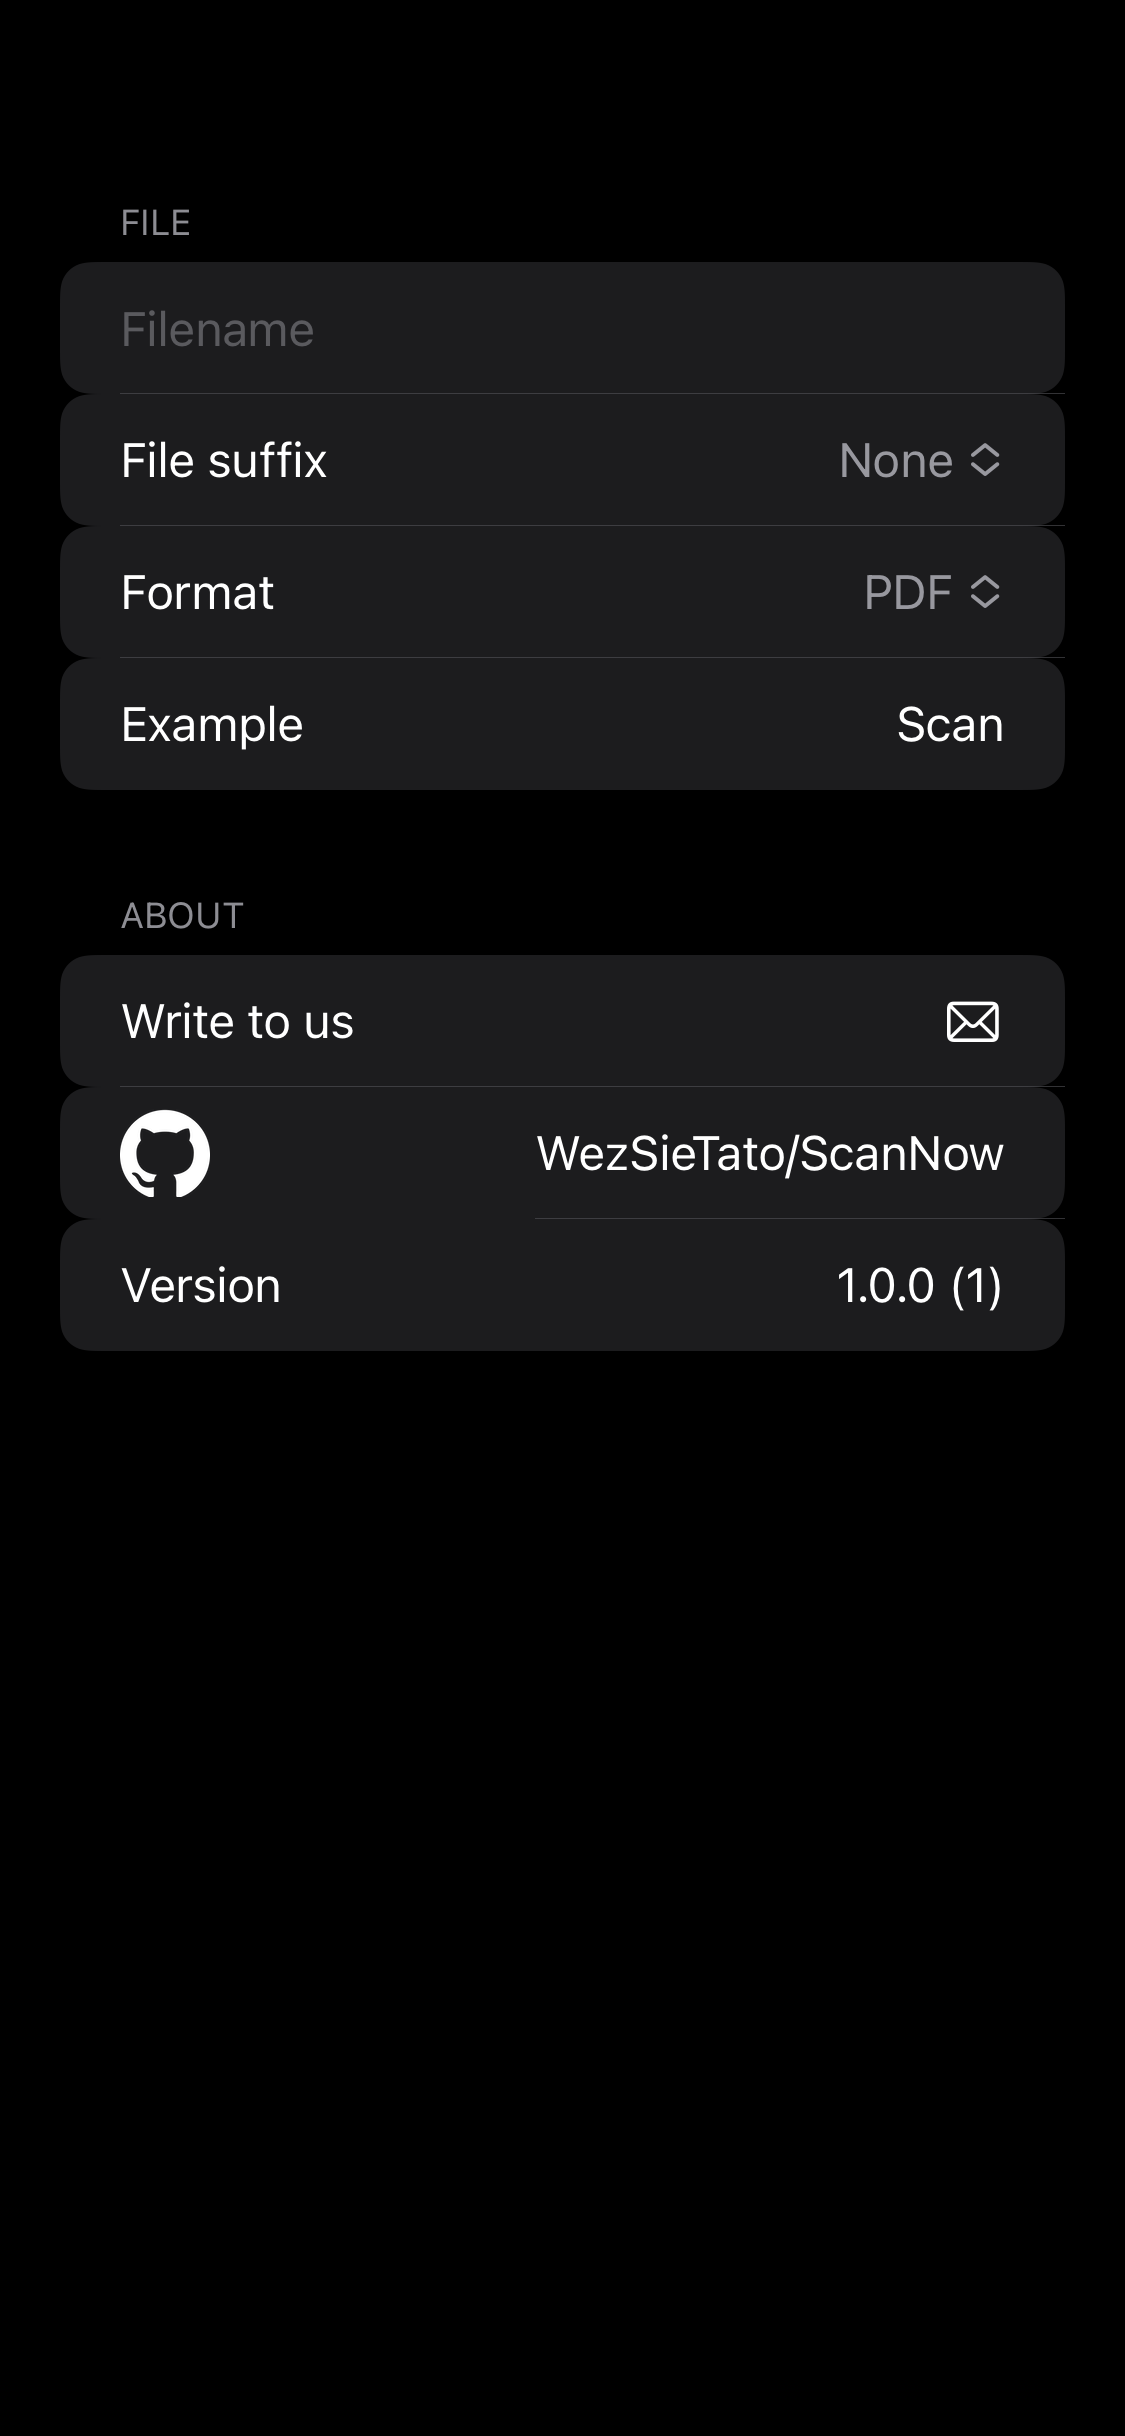 FILE
Filename
File suffix None
Format PDF
Example Scan
ABOUT
Write to us
WezSieTato/ScanNow
Version 1.0.0 (1)